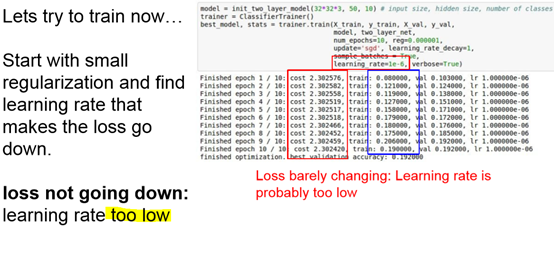 Lets try to train now…
Start with small
regularization and find
learning rate that
makes the loss go
down.
loss not going down:
learning rate too low
model = init_two_layer_model(32*32*3, 50, 10) # input size, hidden size, number of classes
trainer = ClassifierTrainer()
best_model, stats = trainer.train(X_train, y_train, X_val, y_val,
model, two_layer_net,
num_epochs=10, reg=0.000001,
update='sgd', learning_rate_decay=1,
sample_batches = True,
learning_rate=1e-6, verbose=True)
Finished epoch 1 / 10: cost 2.302576, train: 0.080000, val 0.103000, lr 1.000000e-06
Finished epoch 2 / 10: cost 2.302582, train: 0.121000, val 0.124000, lr 1.000000e-06
Finished epoch 3 / 10: cost 2.302558, train: 0.119000, val 0.138000, lr 1.000000e-06
Finished epoch 4 / 10: cost 2.302519, train: 0.127000, val 0.151000, lr 1.000000e-06
Finished epoch 5 / 10: cost 2.302517, train: 0.158000, val 0.171000, lr 1.000000e-06
Finished epoch 6 / 10: cost 2.302518, train: 0.179000, val 0.172000, lr 1.000000e-06
Finished epoch 7 / 10: cost 2.302466, train: 0.180000, val 0.176000, lr 1.000000e-06
Finished epoch 8 / 10: cost 2.302452, train: 0.175000, val 0.185000, lr 1.000000e-06
Finished epoch 9 / 10: cost 2.302459, train: 0.206000, val 0.192000, lr 1.000000e-06
Finished epoch 10 / 10: cost 2.302420, train: 0.190000, val 0.192000, lr 1.000000e-06
finished optimization. best validation accuracy: 0.192000
Loss barely changing: Learning rate is
probably too low